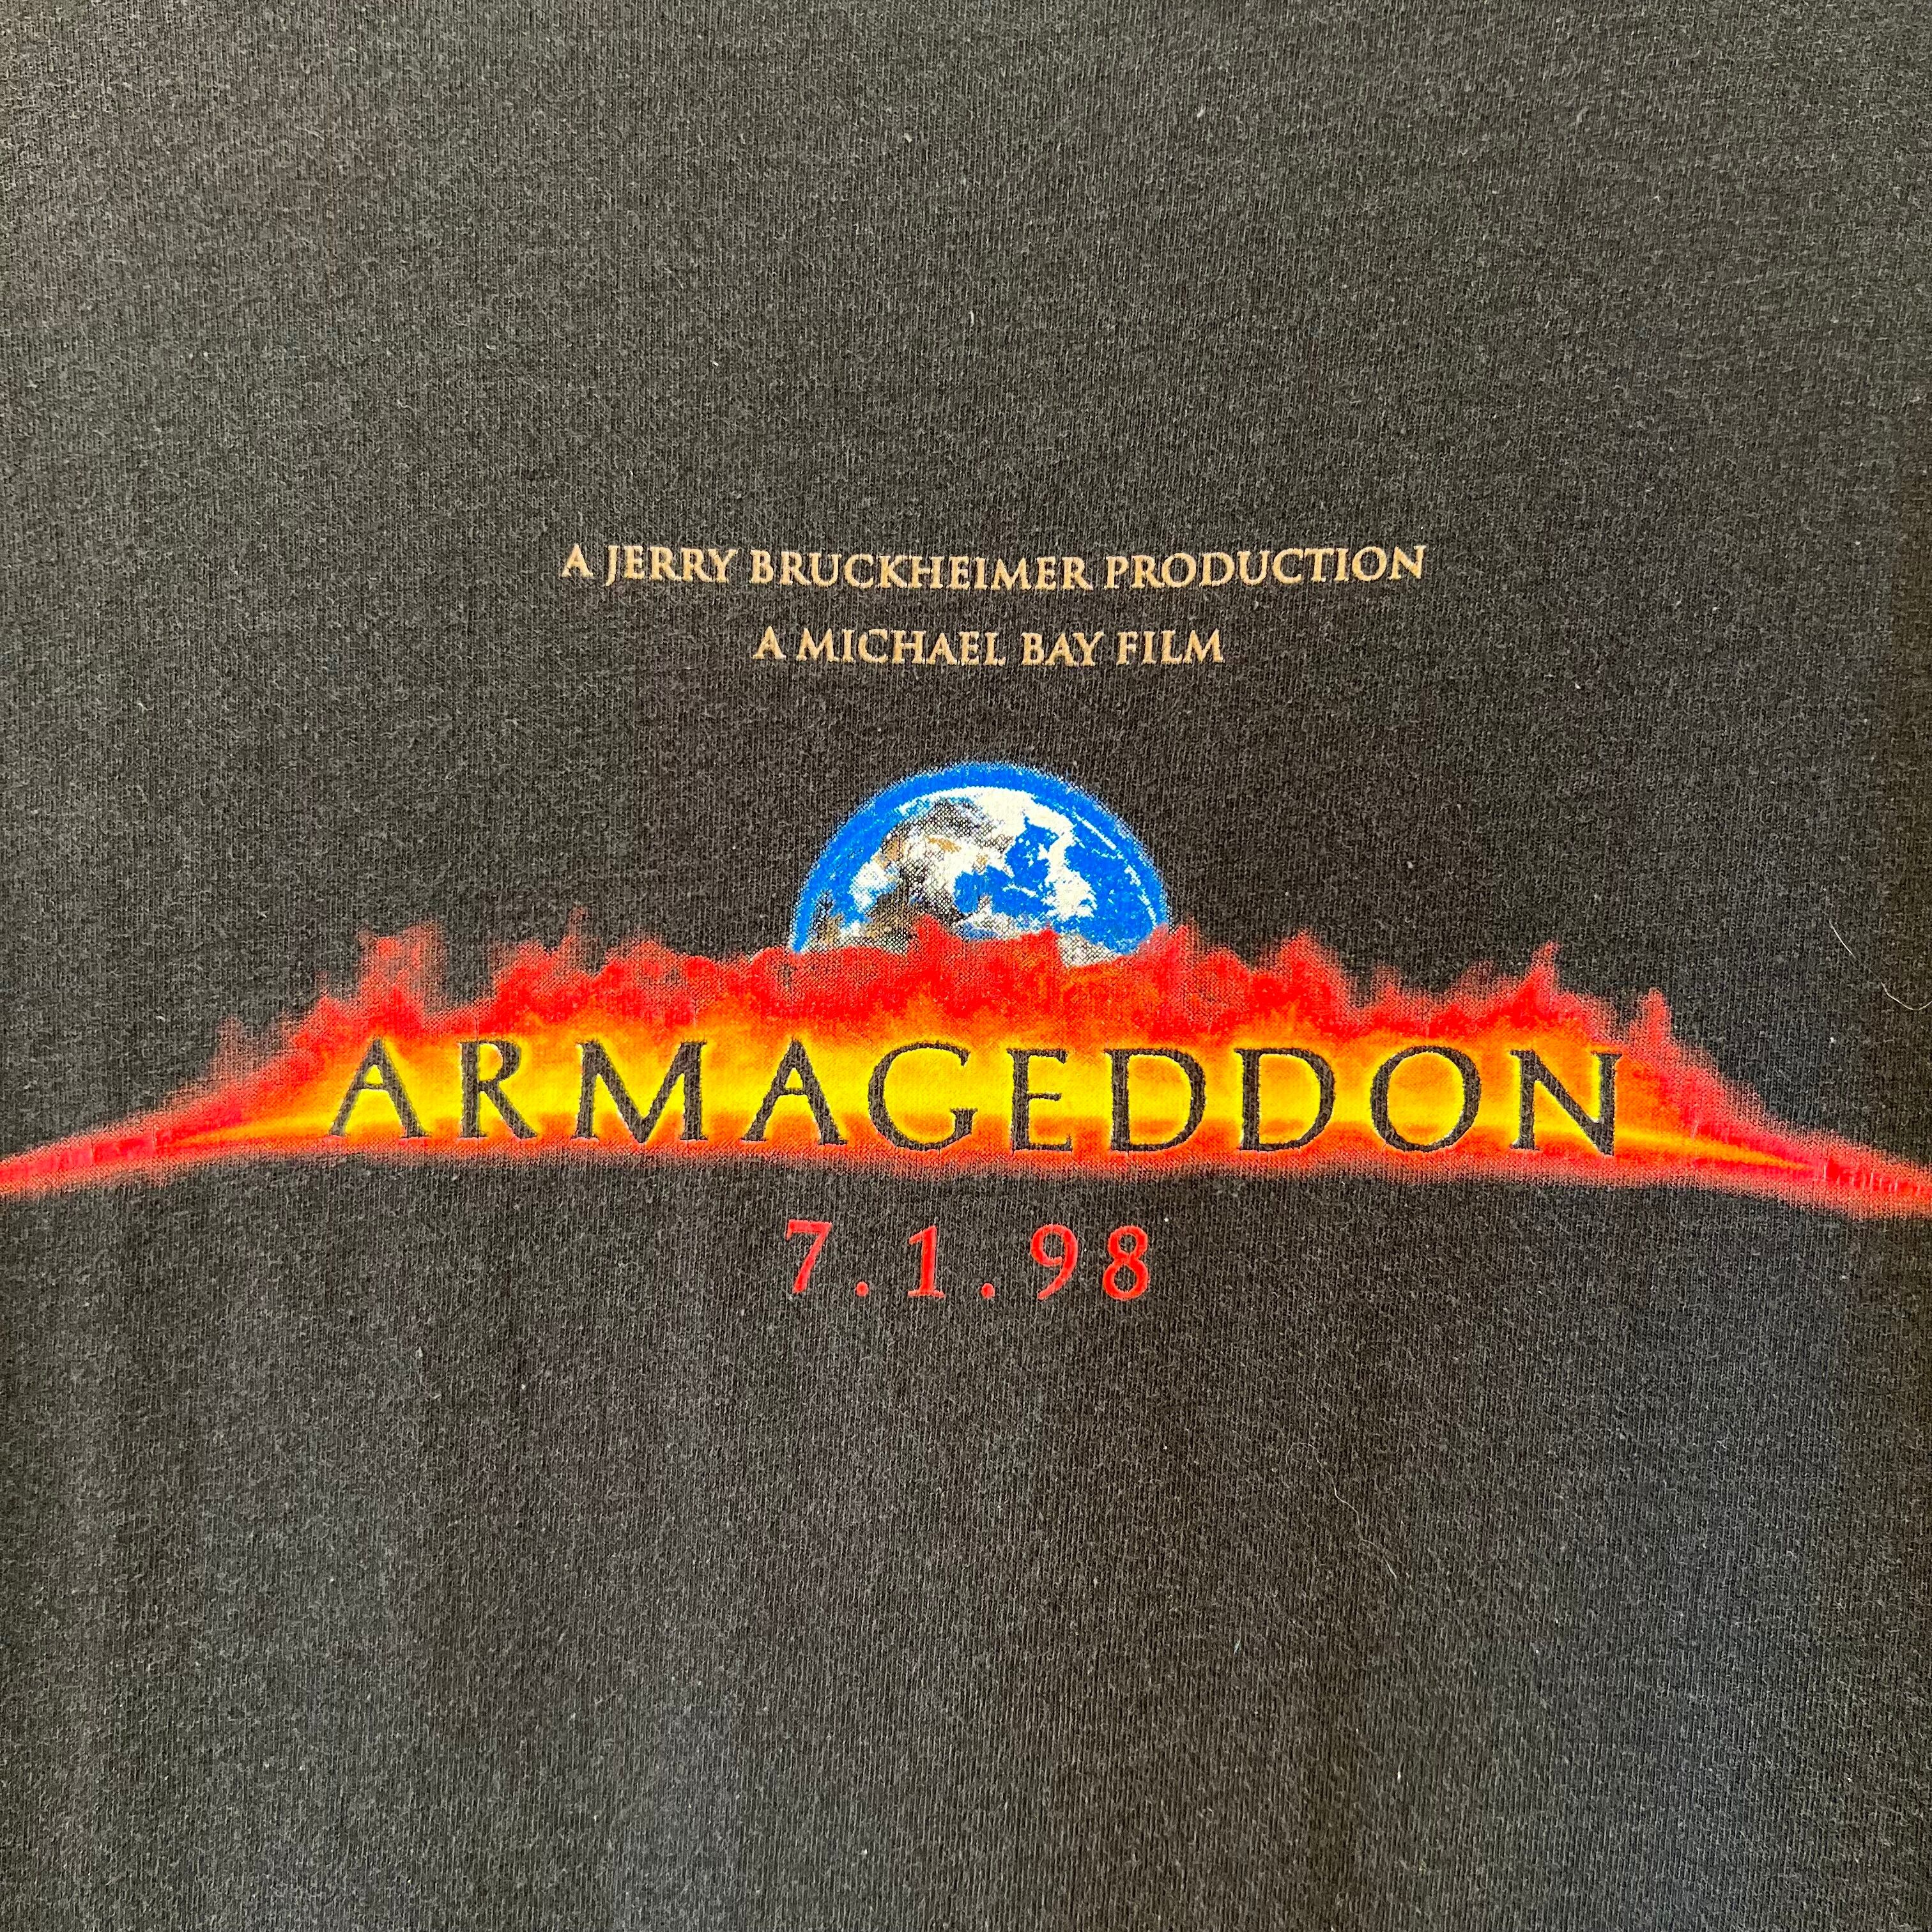 A JERRY BRUCKHEIMER PRODUCTION
A MICHAEL BAY FILM
ARMAGEDDON
7.1.98